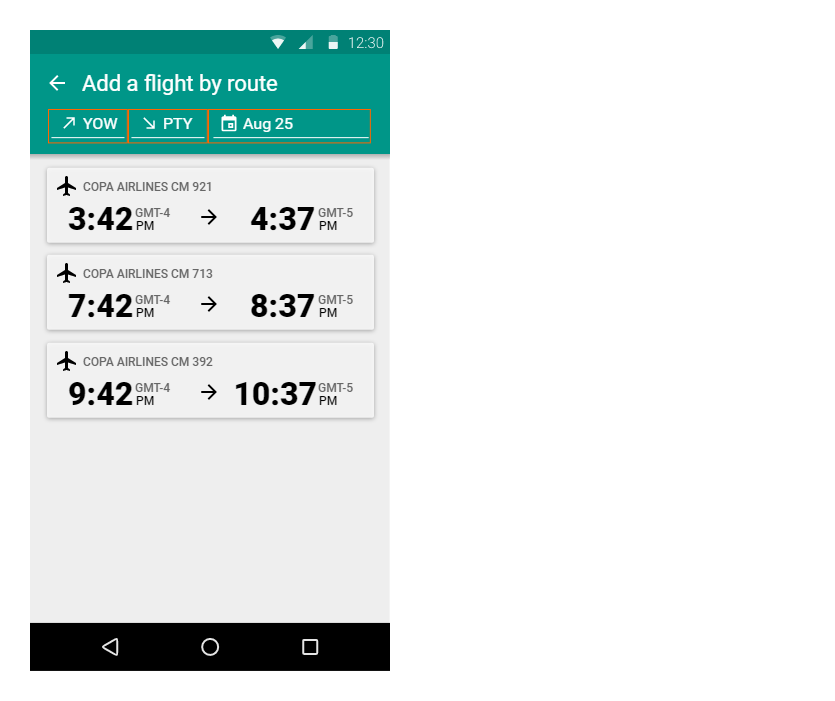 12:30
Add a flight by route
YOW PTY Aug 25
COPA AIRLINES CM 921
3:42 GMT-4 PM 4:37 GMT-5 PM
COPA AIRLINES CM 713
7:42 GMT-4 PM 8:37 GMT-5 PM
COPA AIRLINES CM 392
9:42 GMT-4 PM 10:37 GMT-5 PM